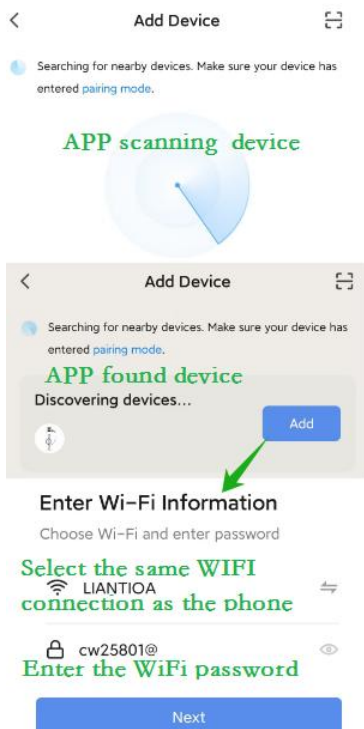 Add Device
Searching for nearby devices. Make sure your device has
entered pairing mode.
APP scanning device
Add Device
Searching for nearby devices. Make sure your device has
entered pairing mode.
APP found device
Discovering devices...
Add
Enter Wi-Fi Information
Choose Wi-Fi and enter password
Select the same WIFI
LIANTIOA
connection as the phone
cw25801@
Enter the WiFi password
Next